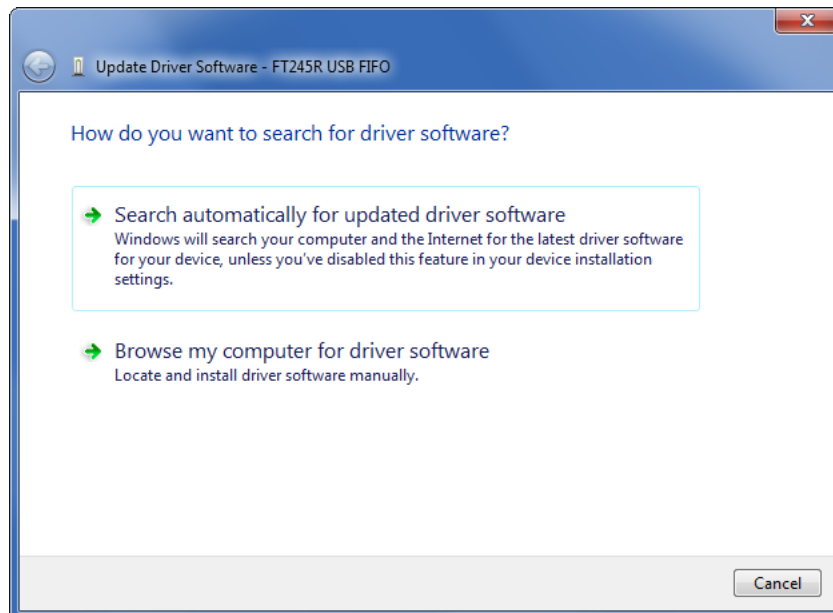 Update Driver Software - FT245R USB FIFO
How do you want to search for driver software?
Search automatically for updated driver software
Windows will search your computer and the Internet for the latest driver software
for your device, unless you've disabled this feature in your device installation
settings.
Browse my computer for driver software
Locate and install driver software manually.
Cancel